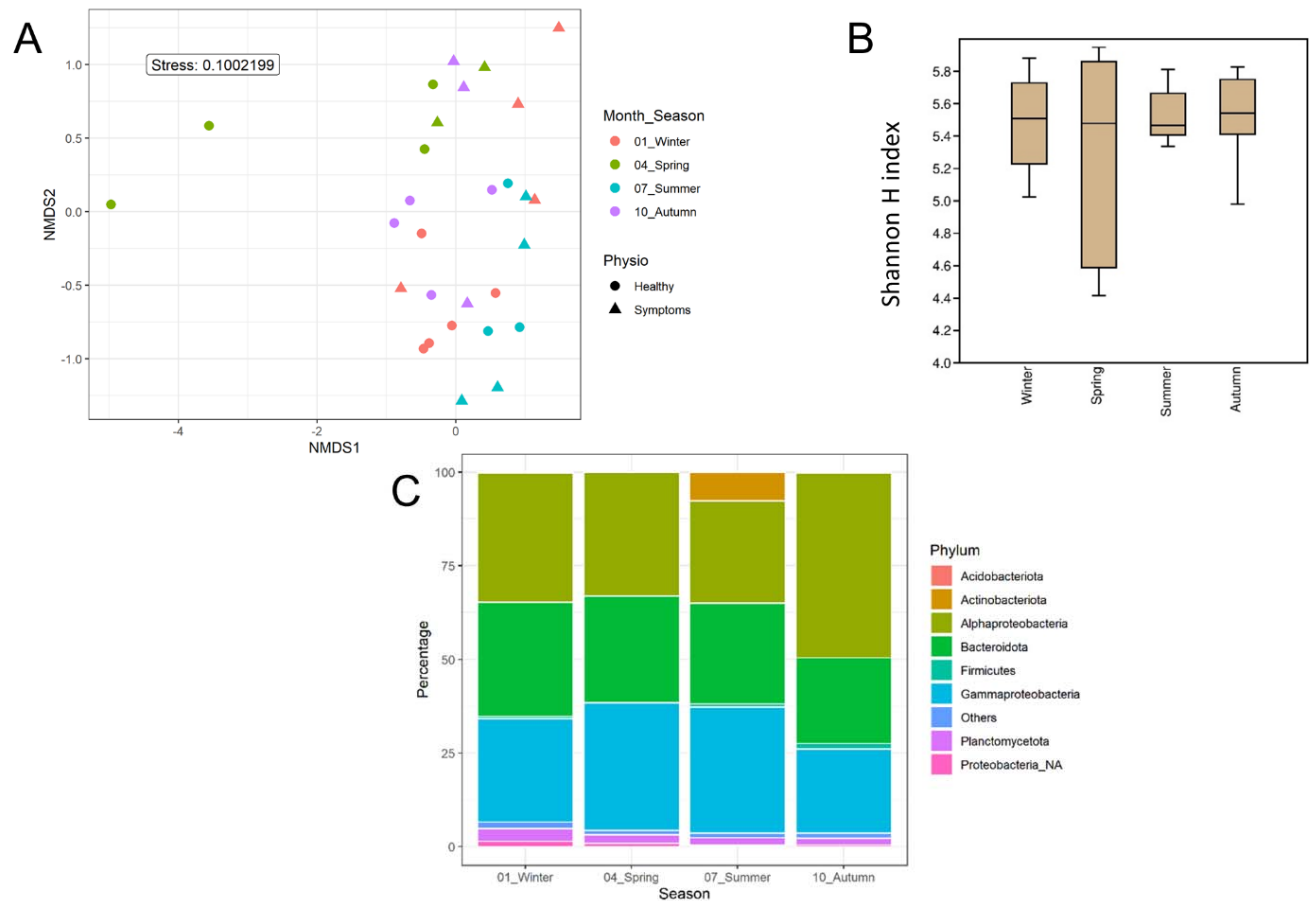 A
Stress: 0.1002199
1.0
0.5
0.0
-0.5
-1.0
NMDS2
-4
-2
0
NMDS1
Month_Season
01_Winter
04_Spring
07_Summer
10_Autumn
Physio
Healthy
Symptoms
B
Shannon H index
5.8
5.6
5.4
5.2
5.0
4.8
4.6
4.4
4.2
4.0
Winter
Spring
Summer
Autumn
C
Percentage
100
75
50
25
0
01_Winter
04_Spring
07_Summer
10_Autumn
Season
Phylum
Acidobacteriota
Actinobacteriota
Alphaproteobacteria
Bacteroidota
Firmicutes
Gammaproteobacteria
Others
Planctomycetota
Proteobacteria_NA